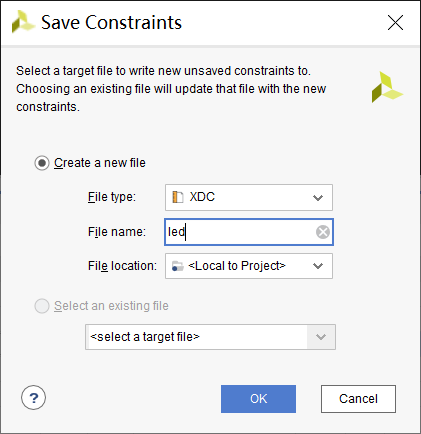 Save Constraints
Select a target file to write new unsaved constraints to.
Choosing an existing file will update that file with the new
constraints.
Create a new file
File type: XDC
File name: led
File location: <Local to Project>
Select an existing file
<select a target file>
? OK Cancel